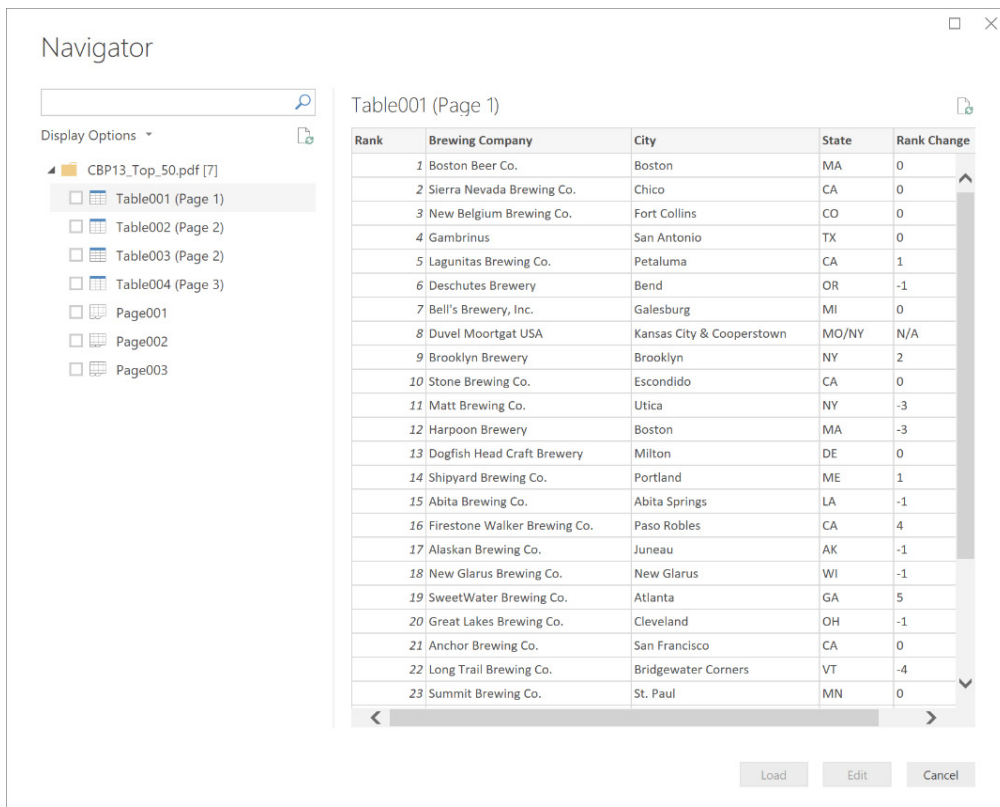 Navigator
Display Options
CBP13_Top_50.pdf [7]
Table001 (Page 1)
Table002 (Page 2)
Table003 (Page 2)
Table004 (Page 3)
Page001
Page002
Page003
Table001 (Page 1)
Rank Brewing Company City State Rank Change
1 Boston Beer Co. Boston MA 0
2 Sierra Nevada Brewing Co. Chico CA 0
3 New Belgium Brewing Co. Fort Collins CO 0
4 Gambrinus San Antonio TX 0
5 Lagunitas Brewing Co. Petaluma CA 1
6 Deschutes Brewery Bend OR -1
7 Bell's Brewery, Inc. Galesburg MI 0
8 Duvel Moortgat USA Kansas City & Cooperstown MO/NY N/A
9 Brooklyn Brewery Brooklyn NY 2
10 Stone Brewing Co. Escondido CA 0
11 Matt Brewing Co. Utica NY -3
12 Harpoon Brewery Boston MA -3
13 Dogfish Head Craft Brewery Milton DE 0
14 Shipyard Brewing Co. Portland ME 1
15 Abita Brewing Co. Abita Springs LA -1
16 Firestone Walker Brewing Co. Paso Robles CA 4
17 Alaskan Brewing Co. Juneau AK -1
18 New Glarus Brewing Co. New Glarus WI -1
19 SweetWater Brewing Co. Atlanta GA 5
20 Great Lakes Brewing Co. Cleveland OH -1
21 Anchor Brewing Co. San Francisco CA 0
22 Long Trail Brewing Co. Bridgewater Corners VT -4
23 Summit Brewing Co. St. Paul MN 0
Load Edit Cancel